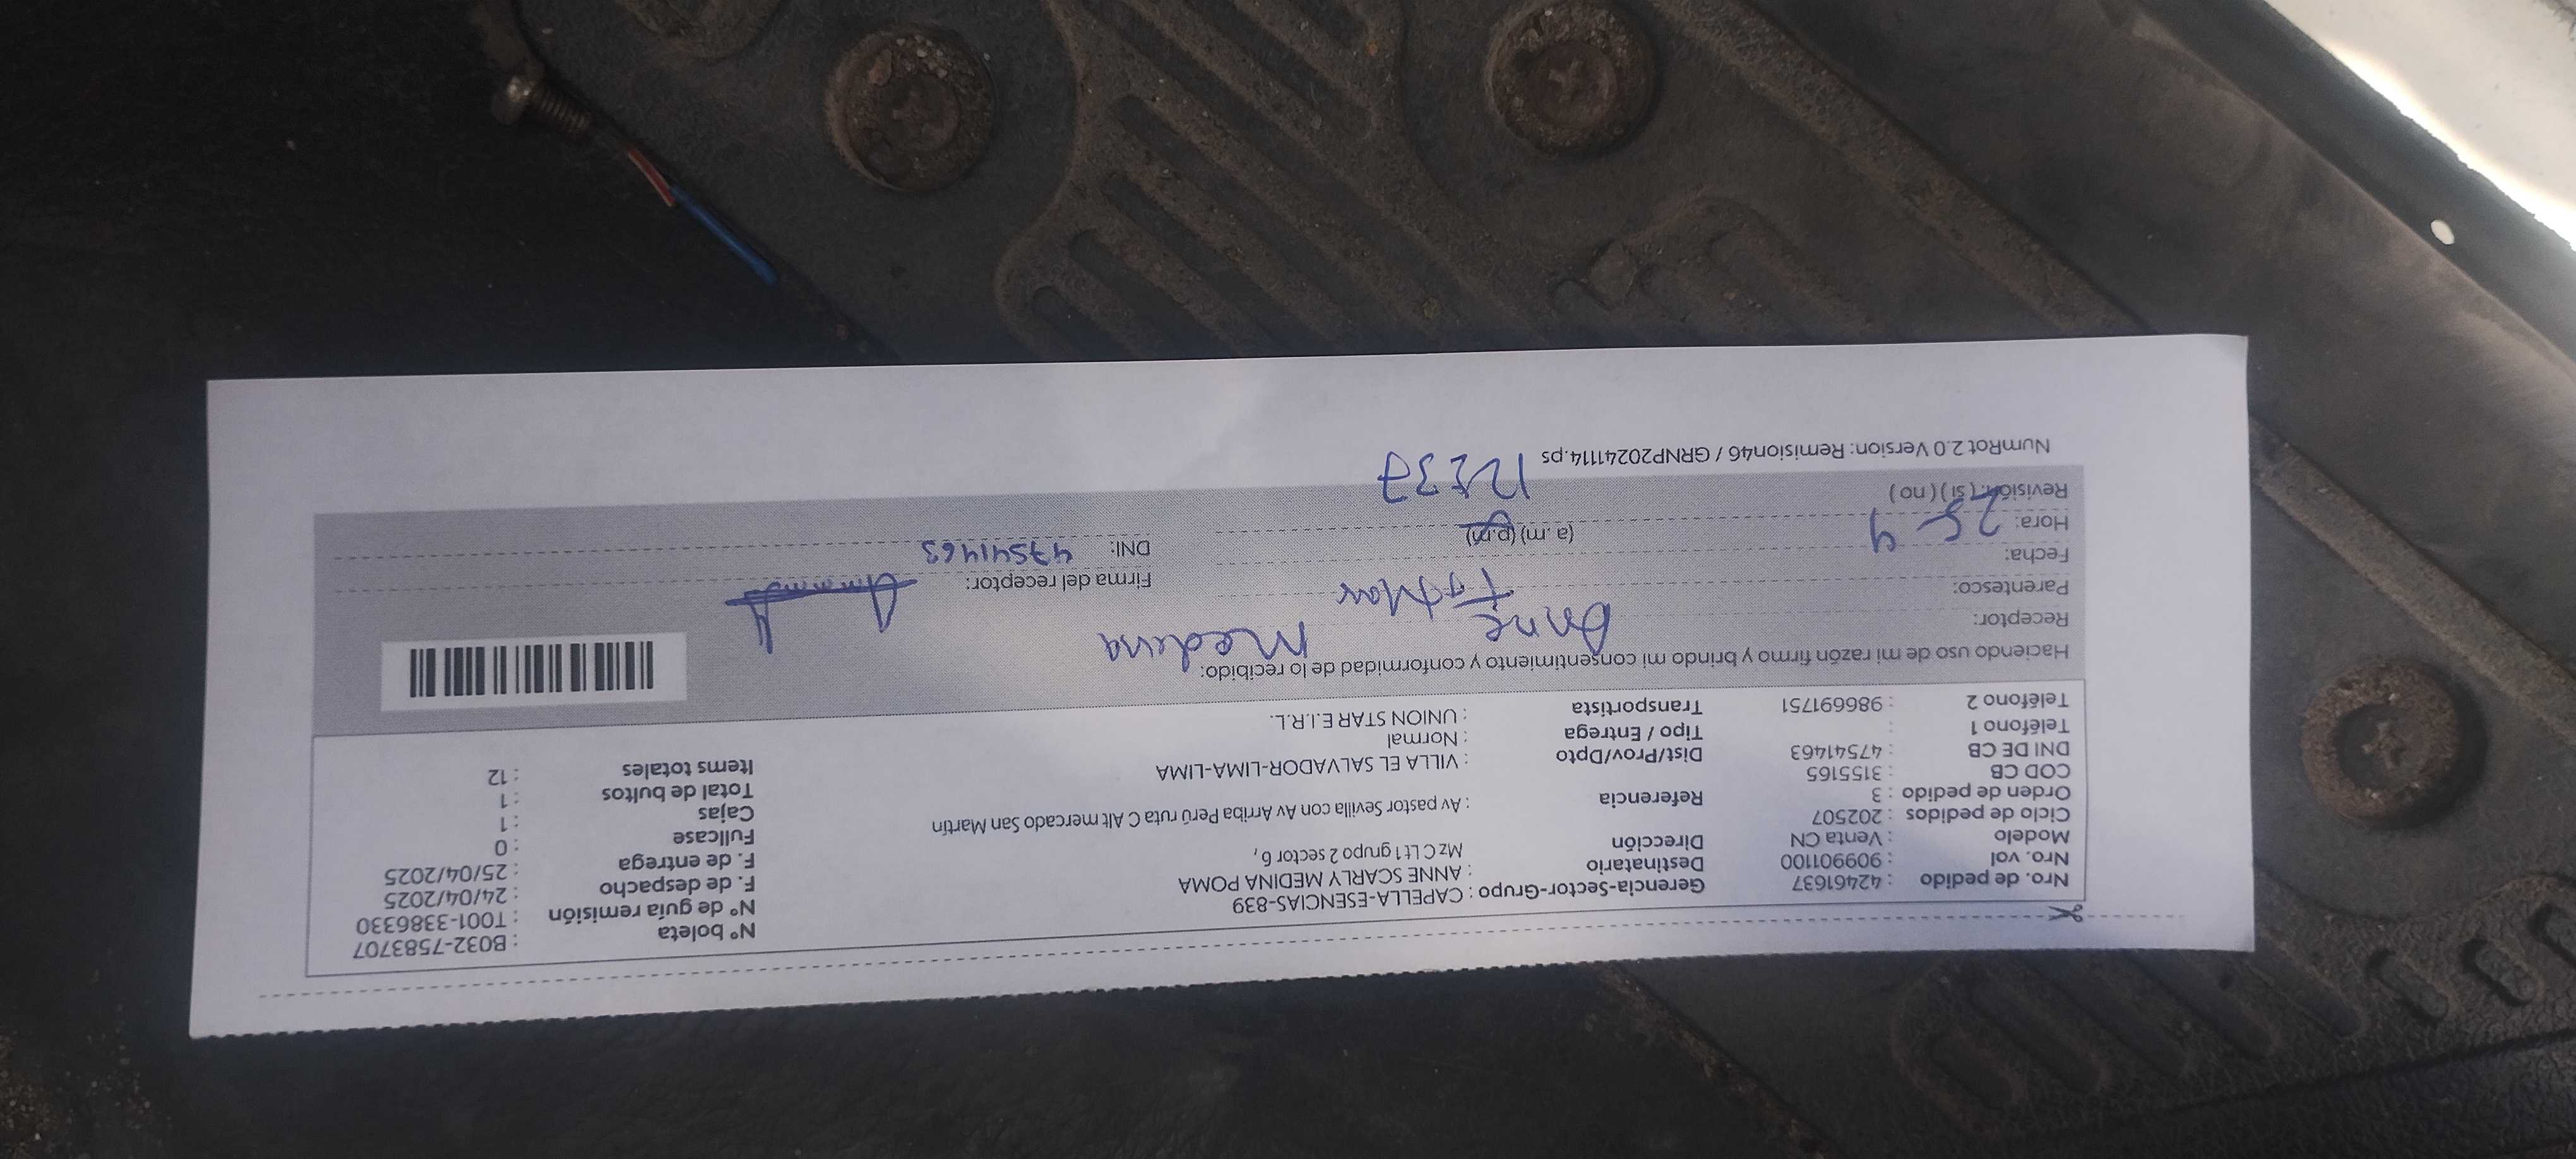 Nro. de pedido : 42461637 Gerencia-Sector-Grupo : CAPELLA-ESENCIAS-839 N° boleta : B032-7583707
Nro. vol : 909901100 Destinatario : ANNE SCARLY MEDINA POMA N° de guía remisión : T001-3386330
Modelo : Venta CN Dirección Mz C Lt 1 grupo 2 sector 6 , F. de despacho : 24/04/2025
Ciclo de pedidos : 202507 F. de entrega : 25/04/2025
Orden de pedido : 3 Referencia : Av pastor Sevilla con Av Arriba Perú ruta C Alt mercado San Martín Fullcase : 0
COD CB : 3155165 Cajas : 1
DNI DE CB : 47541463 Dist/Prov/Dpto : VILLA EL SALVADOR-LIMA-LIMA Total de bultos : 1
Teléfono 1 : Tipo / Entrega : Normal Items totales : 12
Teléfono 2 : 986691751 Transportista : UNION STAR E.I.R.L.
Haciendo uso de mi razón firmo y brindo mi consentimiento y conformidad de lo recibido:
Receptor: Anne Medina
Parentesco: Firma del receptor:
Fecha: 25 4 DNI: 47541463
Hora: (a.m) (p.m) 12:37
Revisión: (si) (no)
NumRot 2.0 Version: Remision46 / GRNP20241114.ps